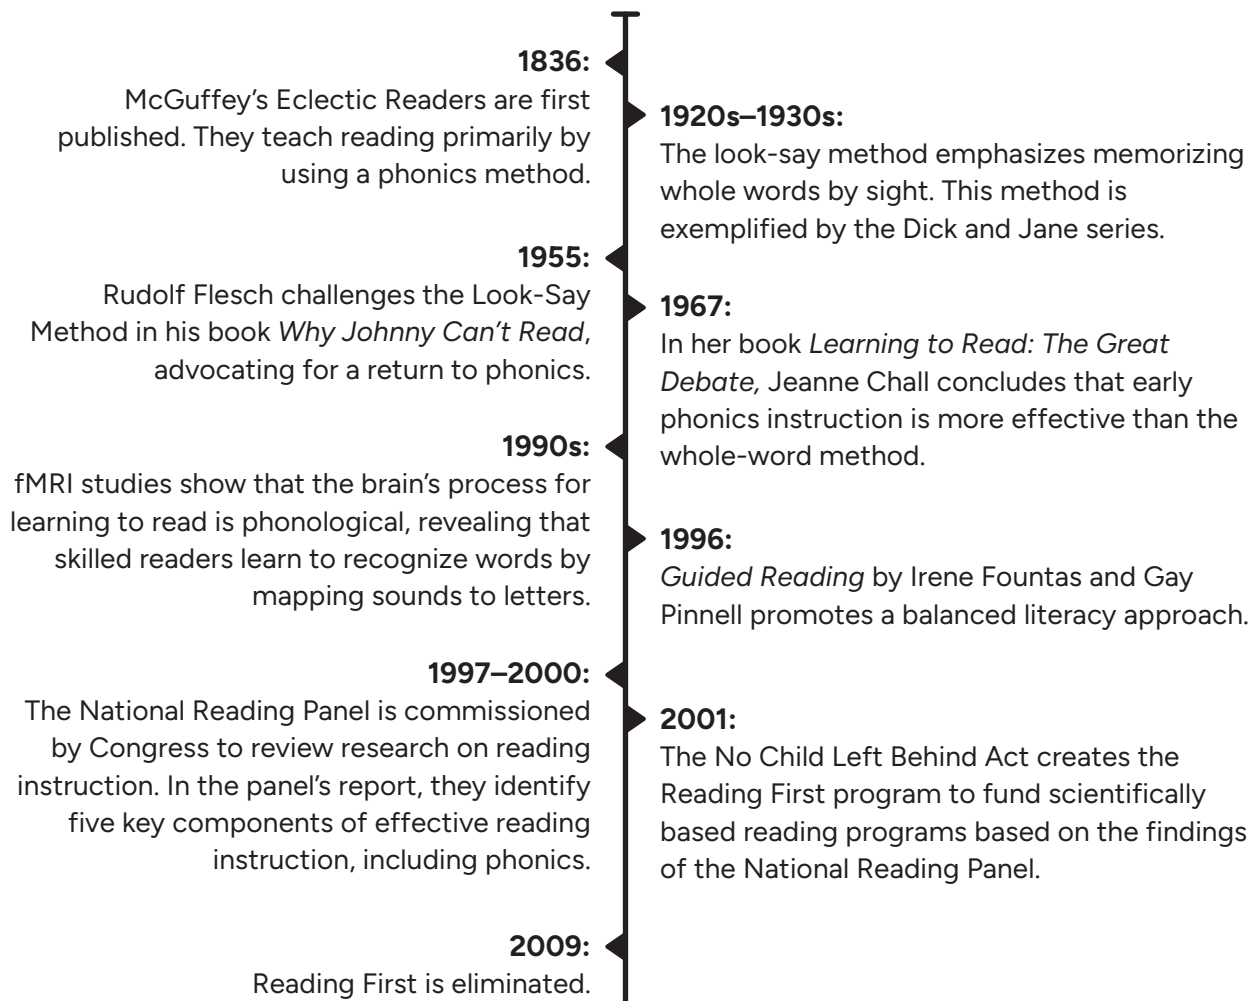 1836:
McGuffey’s Eclectic Readers are first
published. They teach reading primarily by
using a phonics method.
1920s–1930s:
The look-say method emphasizes memorizing
whole words by sight. This method is
exemplified by the Dick and Jane series.
1955:
Rudolf Flesch challenges the Look-Say
Method in his book Why Johnny Can’t Read,
advocating for a return to phonics.
1967:
In her book Learning to Read: The Great
Debate, Jeanne Chall concludes that early
phonics instruction is more effective than the
whole-word method.
1990s:
fMRI studies show that the brain’s process for
learning to read is phonological, revealing that
skilled readers learn to recognize words by
mapping sounds to letters.
1996:
Guided Reading by Irene Fountas and Gay
Pinnell promotes a balanced literacy approach.
1997–2000:
The National Reading Panel is commissioned
by Congress to review research on reading
instruction. In the panel’s report, they identify
five key components of effective reading
instruction, including phonics.
2001:
The No Child Left Behind Act creates the
Reading First program to fund scientifically
based reading programs based on the findings
of the National Reading Panel.
2009:
Reading First is eliminated.